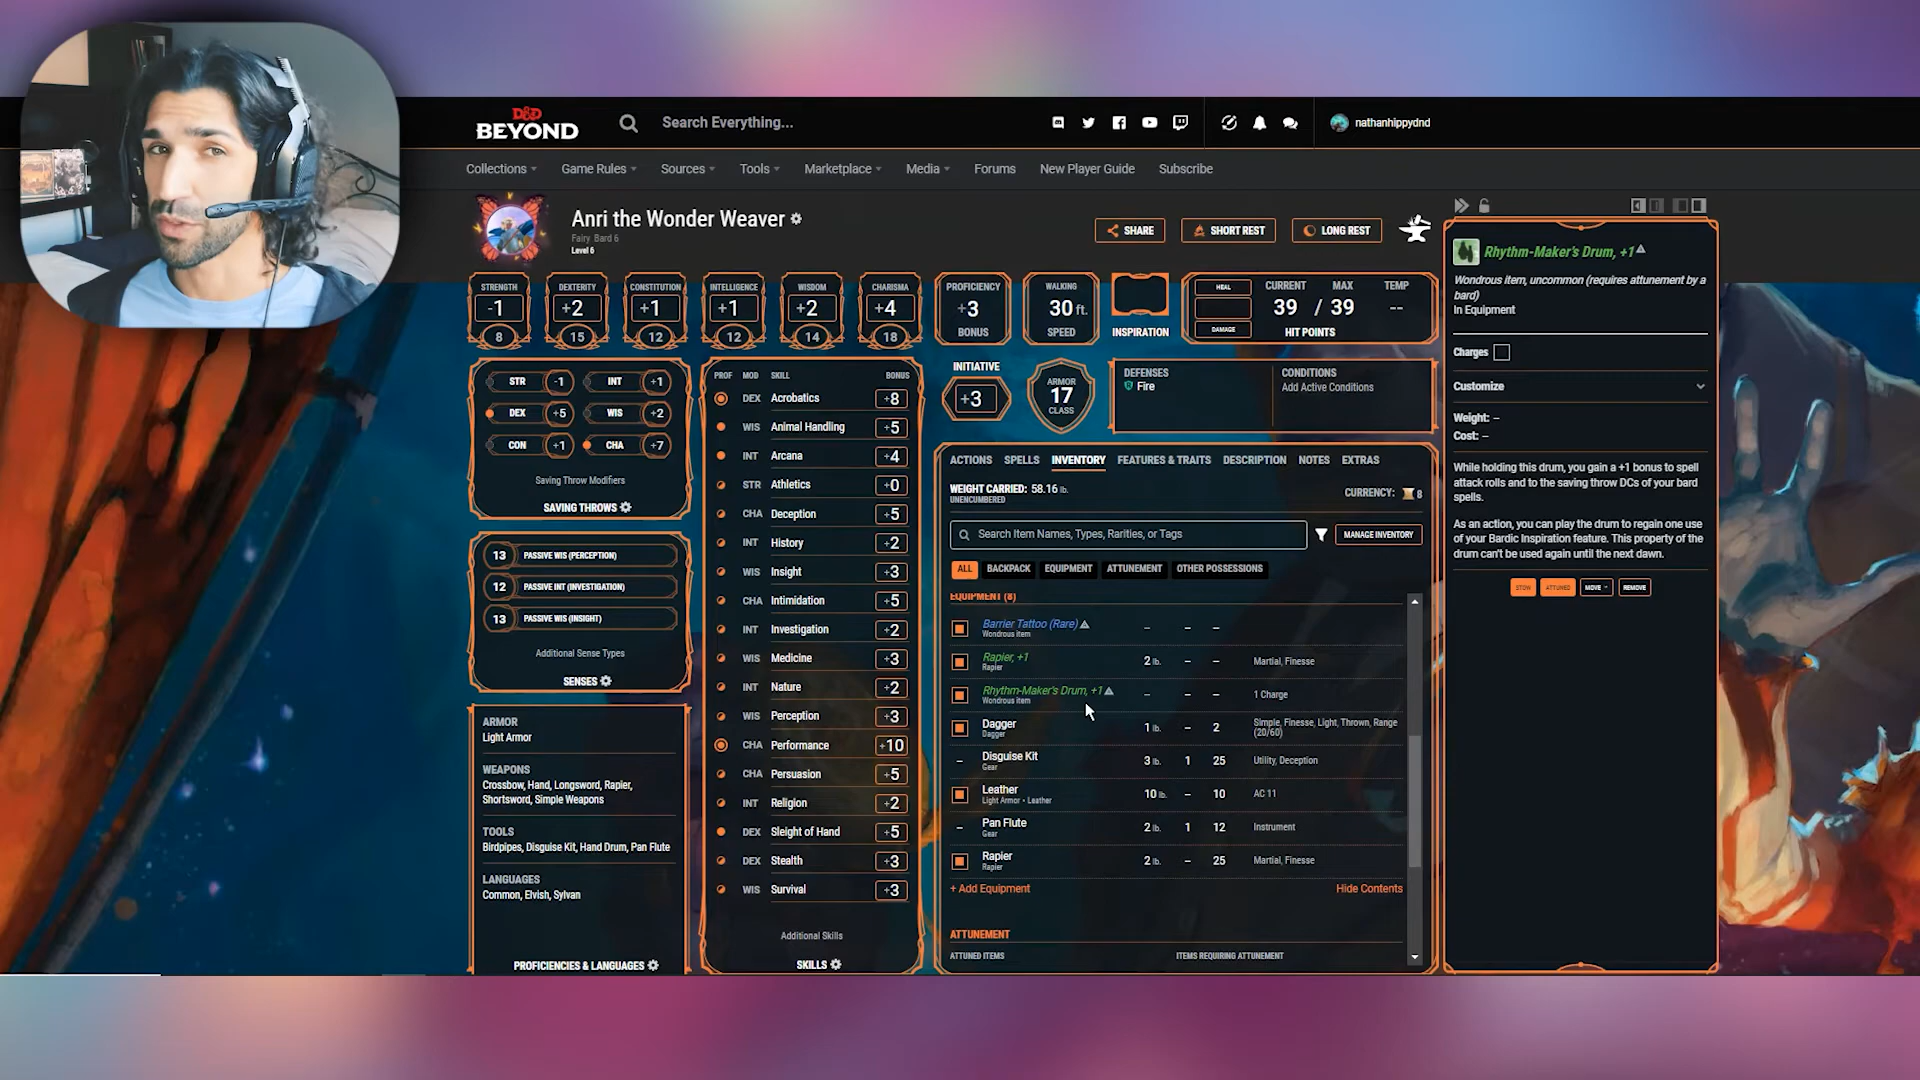 D&D
BEYOND
Search Everything...
nathanhippydnd
Collections
Game Rules
Sources
Tools
Marketplace
Media
Forums
New Player Guide
Subscribe
Anri the Wonder Weaver
Fairy Bard 6
Level 6
SHARE
SHORT REST
LONG REST
STRENGTH
-1
8
DEXTERITY
+2
15
CONSTITUTION
+1
12
INTELLIGENCE
+1
12
WISDOM
+2
14
CHARISMA
+4
18
PROFICIENCY
+3
BONUS
WALKING
30 ft.
SPEED
INSPIRATION
HEAL
DAMAGE
CURRENT
MAX
TEMP
39 / 39
--
HIT POINTS
STR -1
INT +1
DEX +5
WIS +2
CON +1
CHA +7
Saving Throw Modifiers
SAVING THROWS
13 PASSIVE WIS (PERCEPTION)
12 PASSIVE INT (INVESTIGATION)
13 PASSIVE WIS (INSIGHT)
Additional Sense Types
SENSES
ARMOR
Light Armor
WEAPONS
Crossbow, Hand, Longsword, Rapier,
Shortsword, Simple Weapons
TOOLS
Birdpipes, Disguise Kit, Hand Drum, Pan Flute
LANGUAGES
Common, Elvish, Sylvan
PROFICIENCIES & LANGUAGES
PROF MOD SKILL BONUS
DEX Acrobatics +8
WIS Animal Handling +5
INT Arcana +4
STR Athletics +0
CHA Deception +5
INT History +2
WIS Insight +3
CHA Intimidation +5
INT Investigation +2
WIS Medicine +3
INT Nature +2
WIS Perception +3
CHA Performance +10
CHA Persuasion +5
INT Religion +2
DEX Sleight of Hand +5
DEX Stealth +3
WIS Survival +3
Additional Skills
SKILLS
INITIATIVE
+3
ARMOR
17
CLASS
DEFENSES
Fire
CONDITIONS
Add Active Conditions
ACTIONS
SPELLS
INVENTORY
FEATURES & TRAITS
DESCRIPTION
NOTES
EXTRAS
WEIGHT CARRIED: 58.16 lb.
UNENCUMBERED
CURRENCY: 8
Search Item Names, Types, Rarities, or Tags
MANAGE INVENTORY
ALL
BACKPACK
EQUIPMENT
ATTUNEMENT
OTHER POSSESSIONS
EQUIPMENT (8)
Barrier Tattoo (Rare) -- -- --
Wondrous item
Rapier, +1 2 lb. -- -- Martial, Finesse
Rapier
Rhythm-Maker's Drum, +1 -- -- -- 1 Charge
Wondrous item
Dagger 1 lb. -- 2 Simple, Finesse, Light, Thrown, Range
Dagger (20/60)
-- Disguise Kit 3 lb. 1 25 Utility, Deception
Gear
Leather 10 lb. -- 10 AC 11
Light Armor • Leather
-- Pan Flute 2 lb. 1 12 Instrument
Gear
Rapier 2 lb. -- 25 Martial, Finesse
Rapier
+ Add Equipment
Hide Contents
ATTUNEMENT
ATTUNED ITEMS
ITEMS REQUIRING ATTUNEMENT
Rhythm-Maker's Drum, +1
Wondrous item, uncommon (requires attunement by a
bard)
In Equipment
Charges
Customize
Weight: --
Cost: --
While holding this drum, you gain a +1 bonus to spell
attack rolls and to the saving throw DCs of your bard
spells.
As an action, you can play the drum to regain one use
of your Bardic Inspiration feature. This property of the
drum can't be used again until the next dawn.
STOW
ATTUNED
MOVE
REMOVE